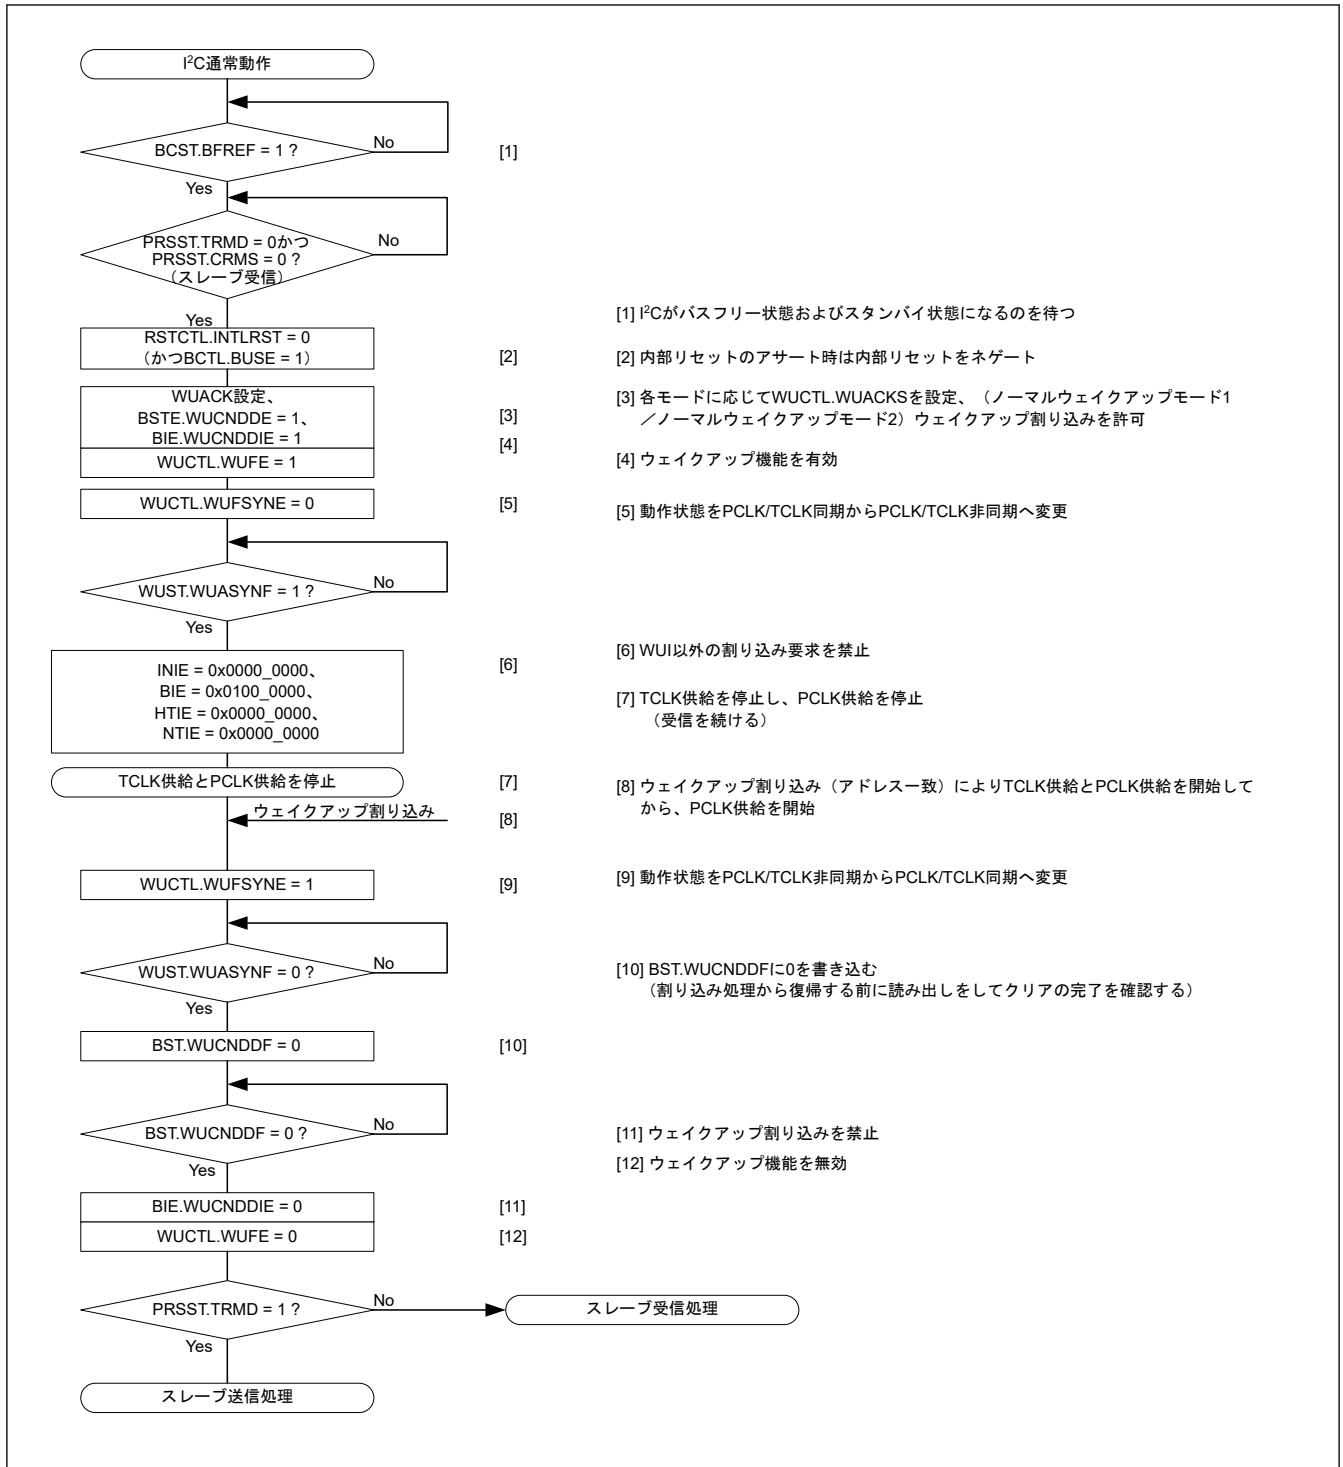 I²C通常動作
BCST.BFREF = 1 ?
No
[1]
Yes
PRSST.TRMD = 0かつ
PRSST.CRMS = 0 ?
（スレーブ受信）
No
Yes
RSTCTL.INTLRST = 0
（かつBCTL.BUSE = 1）
[2]
WUACK設定、
BSTE.WUCNDDE = 1、
BIE.WUCNDDIE = 1
[3]
[4]
WUCTL.WUFE = 1
WUCTL.WUFSYNE = 0
[5]
WUST.WUASYNF = 1 ?
No
Yes
INIE = 0x0000_0000、
BIE = 0x0100_0000、
HTIE = 0x0000_0000、
NTIE = 0x0000_0000
[6]
TCLK供給とPCLK供給を停止
[7]
ウェイクアップ割り込み
[8]
WUCTL.WUFSYNE = 1
[9]
WUST.WUASYNF = 0 ?
No
Yes
BST.WUCNDDF = 0
[10]
BST.WUCNDDF = 0 ?
No
Yes
BIE.WUCNDDIE = 0
[11]
WUCTL.WUFE = 0
[12]
PRSST.TRMD = 1 ?
No
スレーブ受信処理
Yes
スレーブ送信処理
[1] I²Cがバスフリー状態およびスタンバイ状態になるのを待つ
[2] 内部リセットのアサート時は内部リセットをネゲート
[3] 各モードに応じてWUCTL.WUACKSを設定、（ノーマルウェイクアップモード1
／ノーマルウェイクアップモード2）ウェイクアップ割り込みを許可
[4] ウェイクアップ機能を有効
[5] 動作状態をPCLK/TCLK同期からPCLK/TCLK非同期へ変更
[6] WUI以外の割り込み要求を禁止
[7] TCLK供給を停止し、PCLK供給を停止
（受信を続ける）
[8] ウェイクアップ割り込み（アドレス一致）によりTCLK供給とPCLK供給を開始して
から、PCLK供給を開始
[9] 動作状態をPCLK/TCLK非同期からPCLK/TCLK同期へ変更
[10] BST.WUCNDDFに0を書き込む
（割り込み処理から復帰する前に読み出しをしてクリアの完了を確認する）
[11] ウェイクアップ割り込みを禁止
[12] ウェイクアップ機能を無効